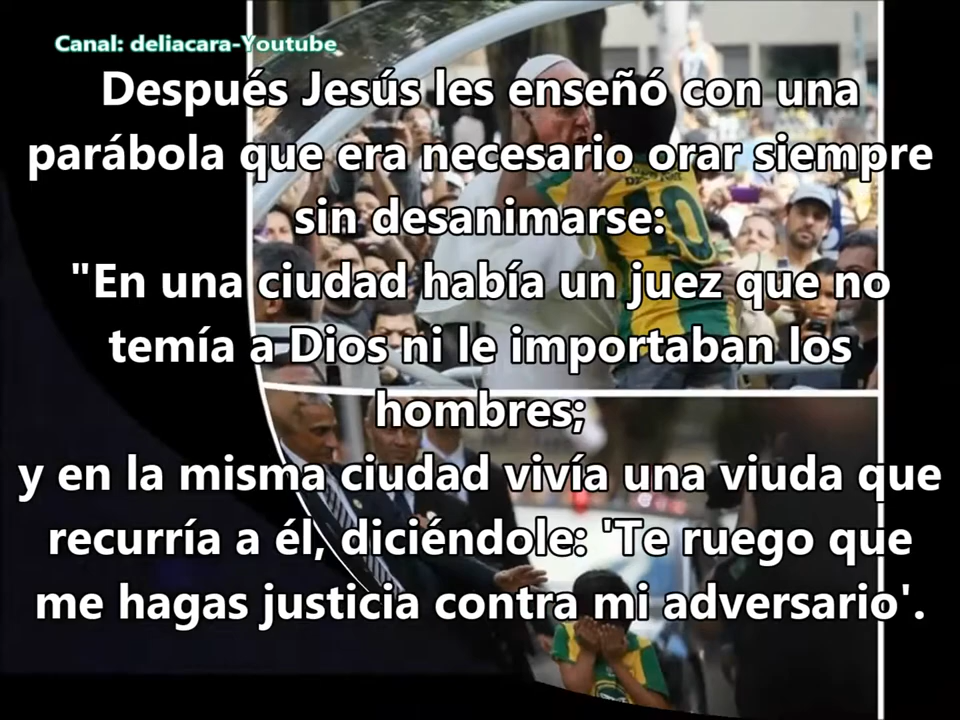 Canal: deliacara-Youtube
Después Jesús les enseñó con una
parábola que era necesario orar siempre
sin desanimarse:
"En una ciudad había un juez que no
temía a Dios ni le importaban los
hombres;
y en la misma ciudad vivía una viuda que
recurría a él, diciéndole: 'Te ruego que
me hagas justicia contra mi adversario'.
10